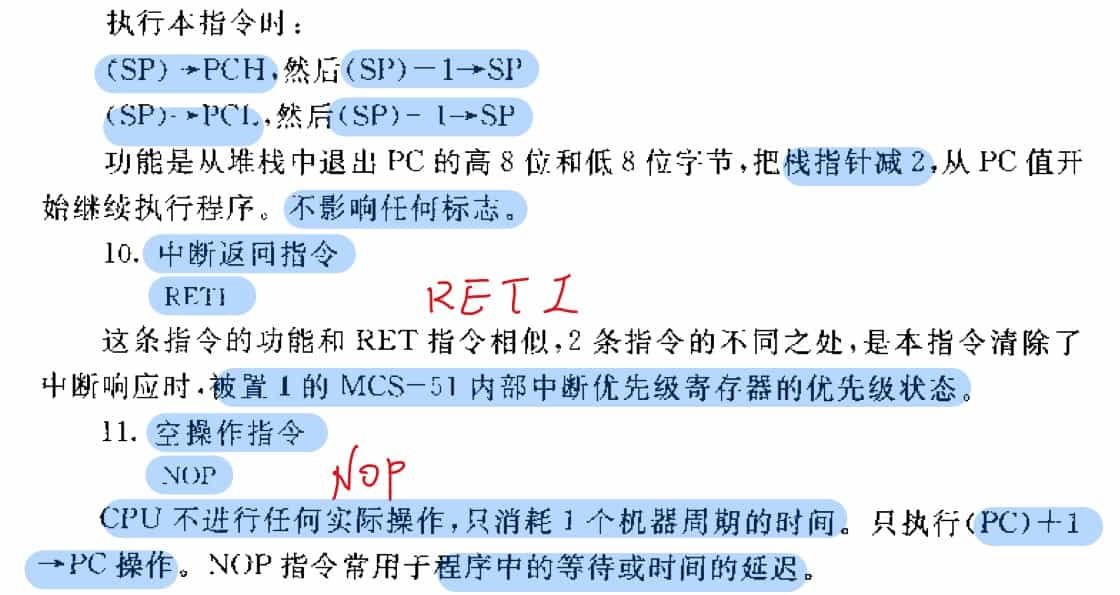 执行本指令时：
(SP)→PCH,然后(SP)－1→SP
(SP)→PCL,然后(SP)－1→SP
功能是从堆栈中退出 PC 的高 8 位和低 8 位字节,把栈指针减 2,从 PC 值开
始继续执行程序。不影响任何标志。
10. 中断返回指令
RETI
RETI
这条指令的功能和 RET 指令相似,2 条指令的不同之处,是本指令清除了
中断响应时,被置 1 的 MCS－51 内部中断优先级寄存器的优先级状态。
11. 空操作指令
NOP
NOP
CPU 不进行任何实际操作,只消耗 1 个机器周期的时间。只执行(PC)＋1
→PC 操作。NOP 指令常用于程序中的等待或时间的延迟。